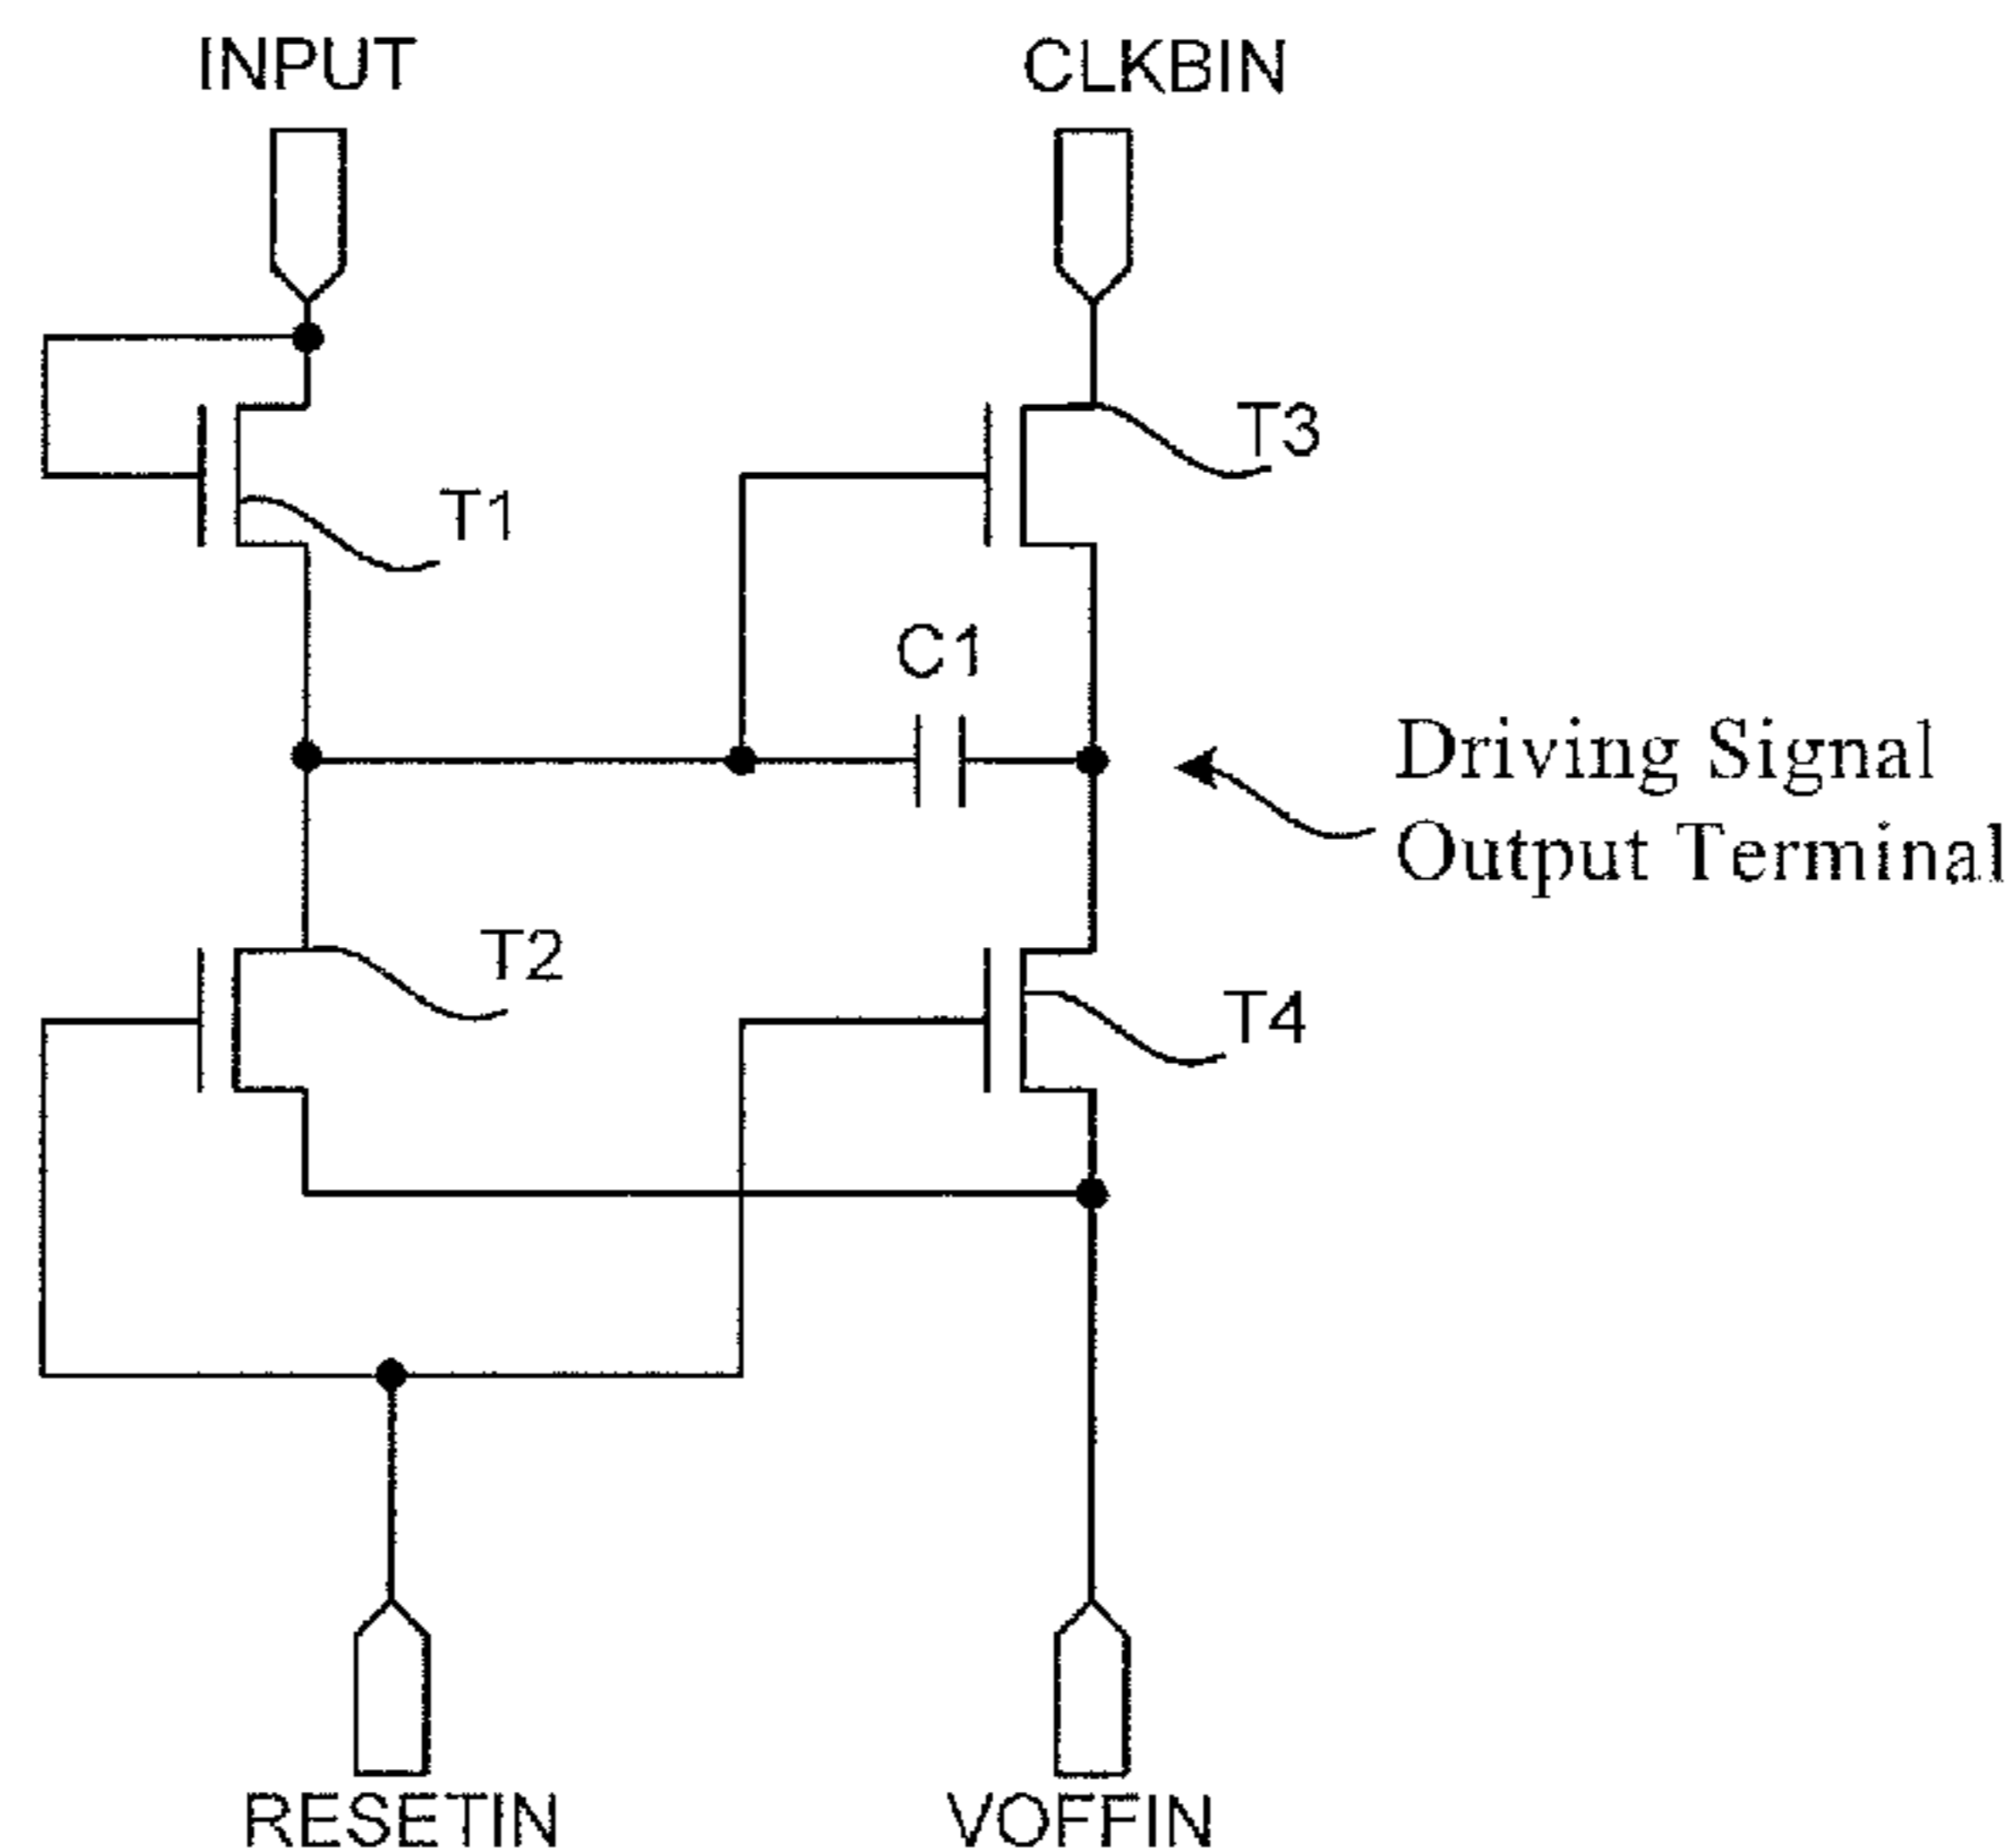 INPUT
CLKBIN
T3
T1
C1
Driving Signal
Output Terminal
T2
T4
RESETIN
VOFFIN